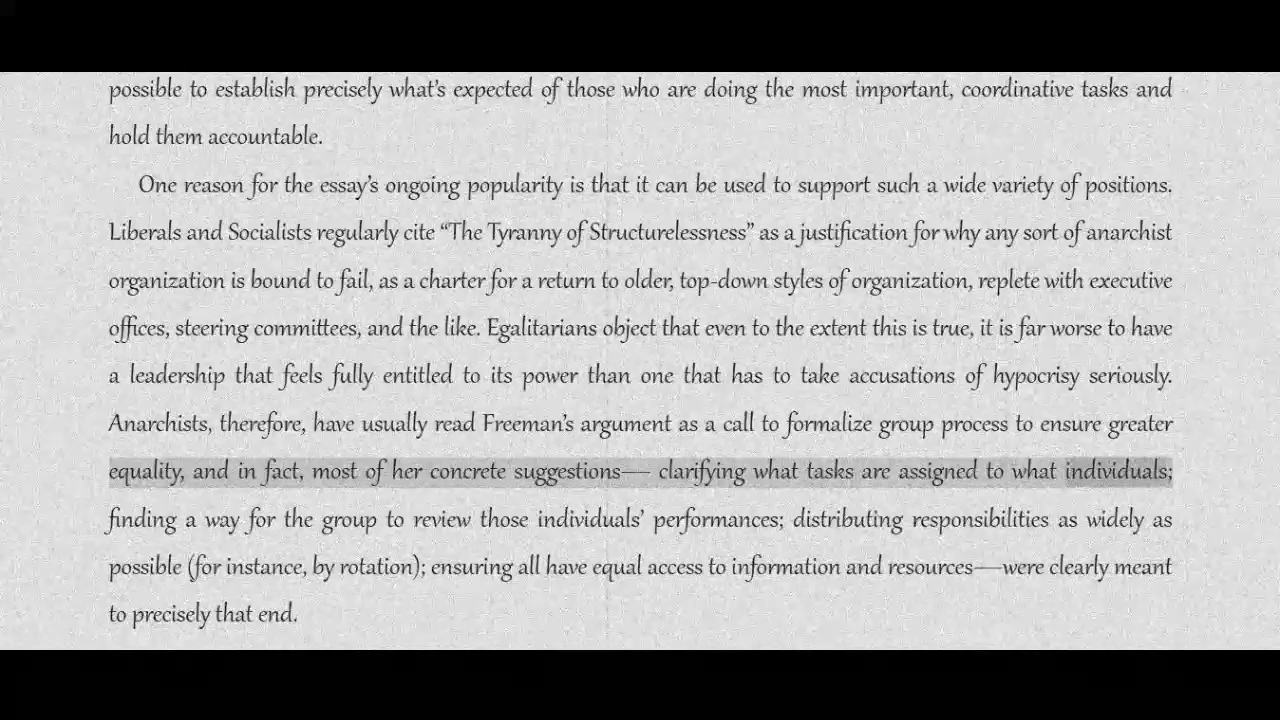 possible to establish precisely what's expected of those who are doing the most important, coordinative tasks and
hold them accountable.
One reason for the essay's ongoing popularity is that it can be used to support such a wide variety of positions.
Liberals and Socialists regularly cite “The Tyranny of Structurelessness” as a justification for why any sort of anarchist
organization is bound to fail, as a charter for a return to older, top-down styles of organization, replete with executive
offices, steering committees, and the like. Egalitarians object that even to the extent this is true, it is far worse to have
a leadership that feels fully entitled to its power than one that has to take accusations of hypocrisy seriously.
Anarchists, therefore, have usually read Freeman’s argument as a call to formalize group process to ensure greater
equality, and in fact, most of her concrete suggestions— clarifying what tasks are assigned to what individuals;
finding a way for the group to review those individuals’ performances; distributing responsibilities as widely as
possible (for instance, by rotation); ensuring all have equal access to information and resources—were clearly meant
to precisely that end.